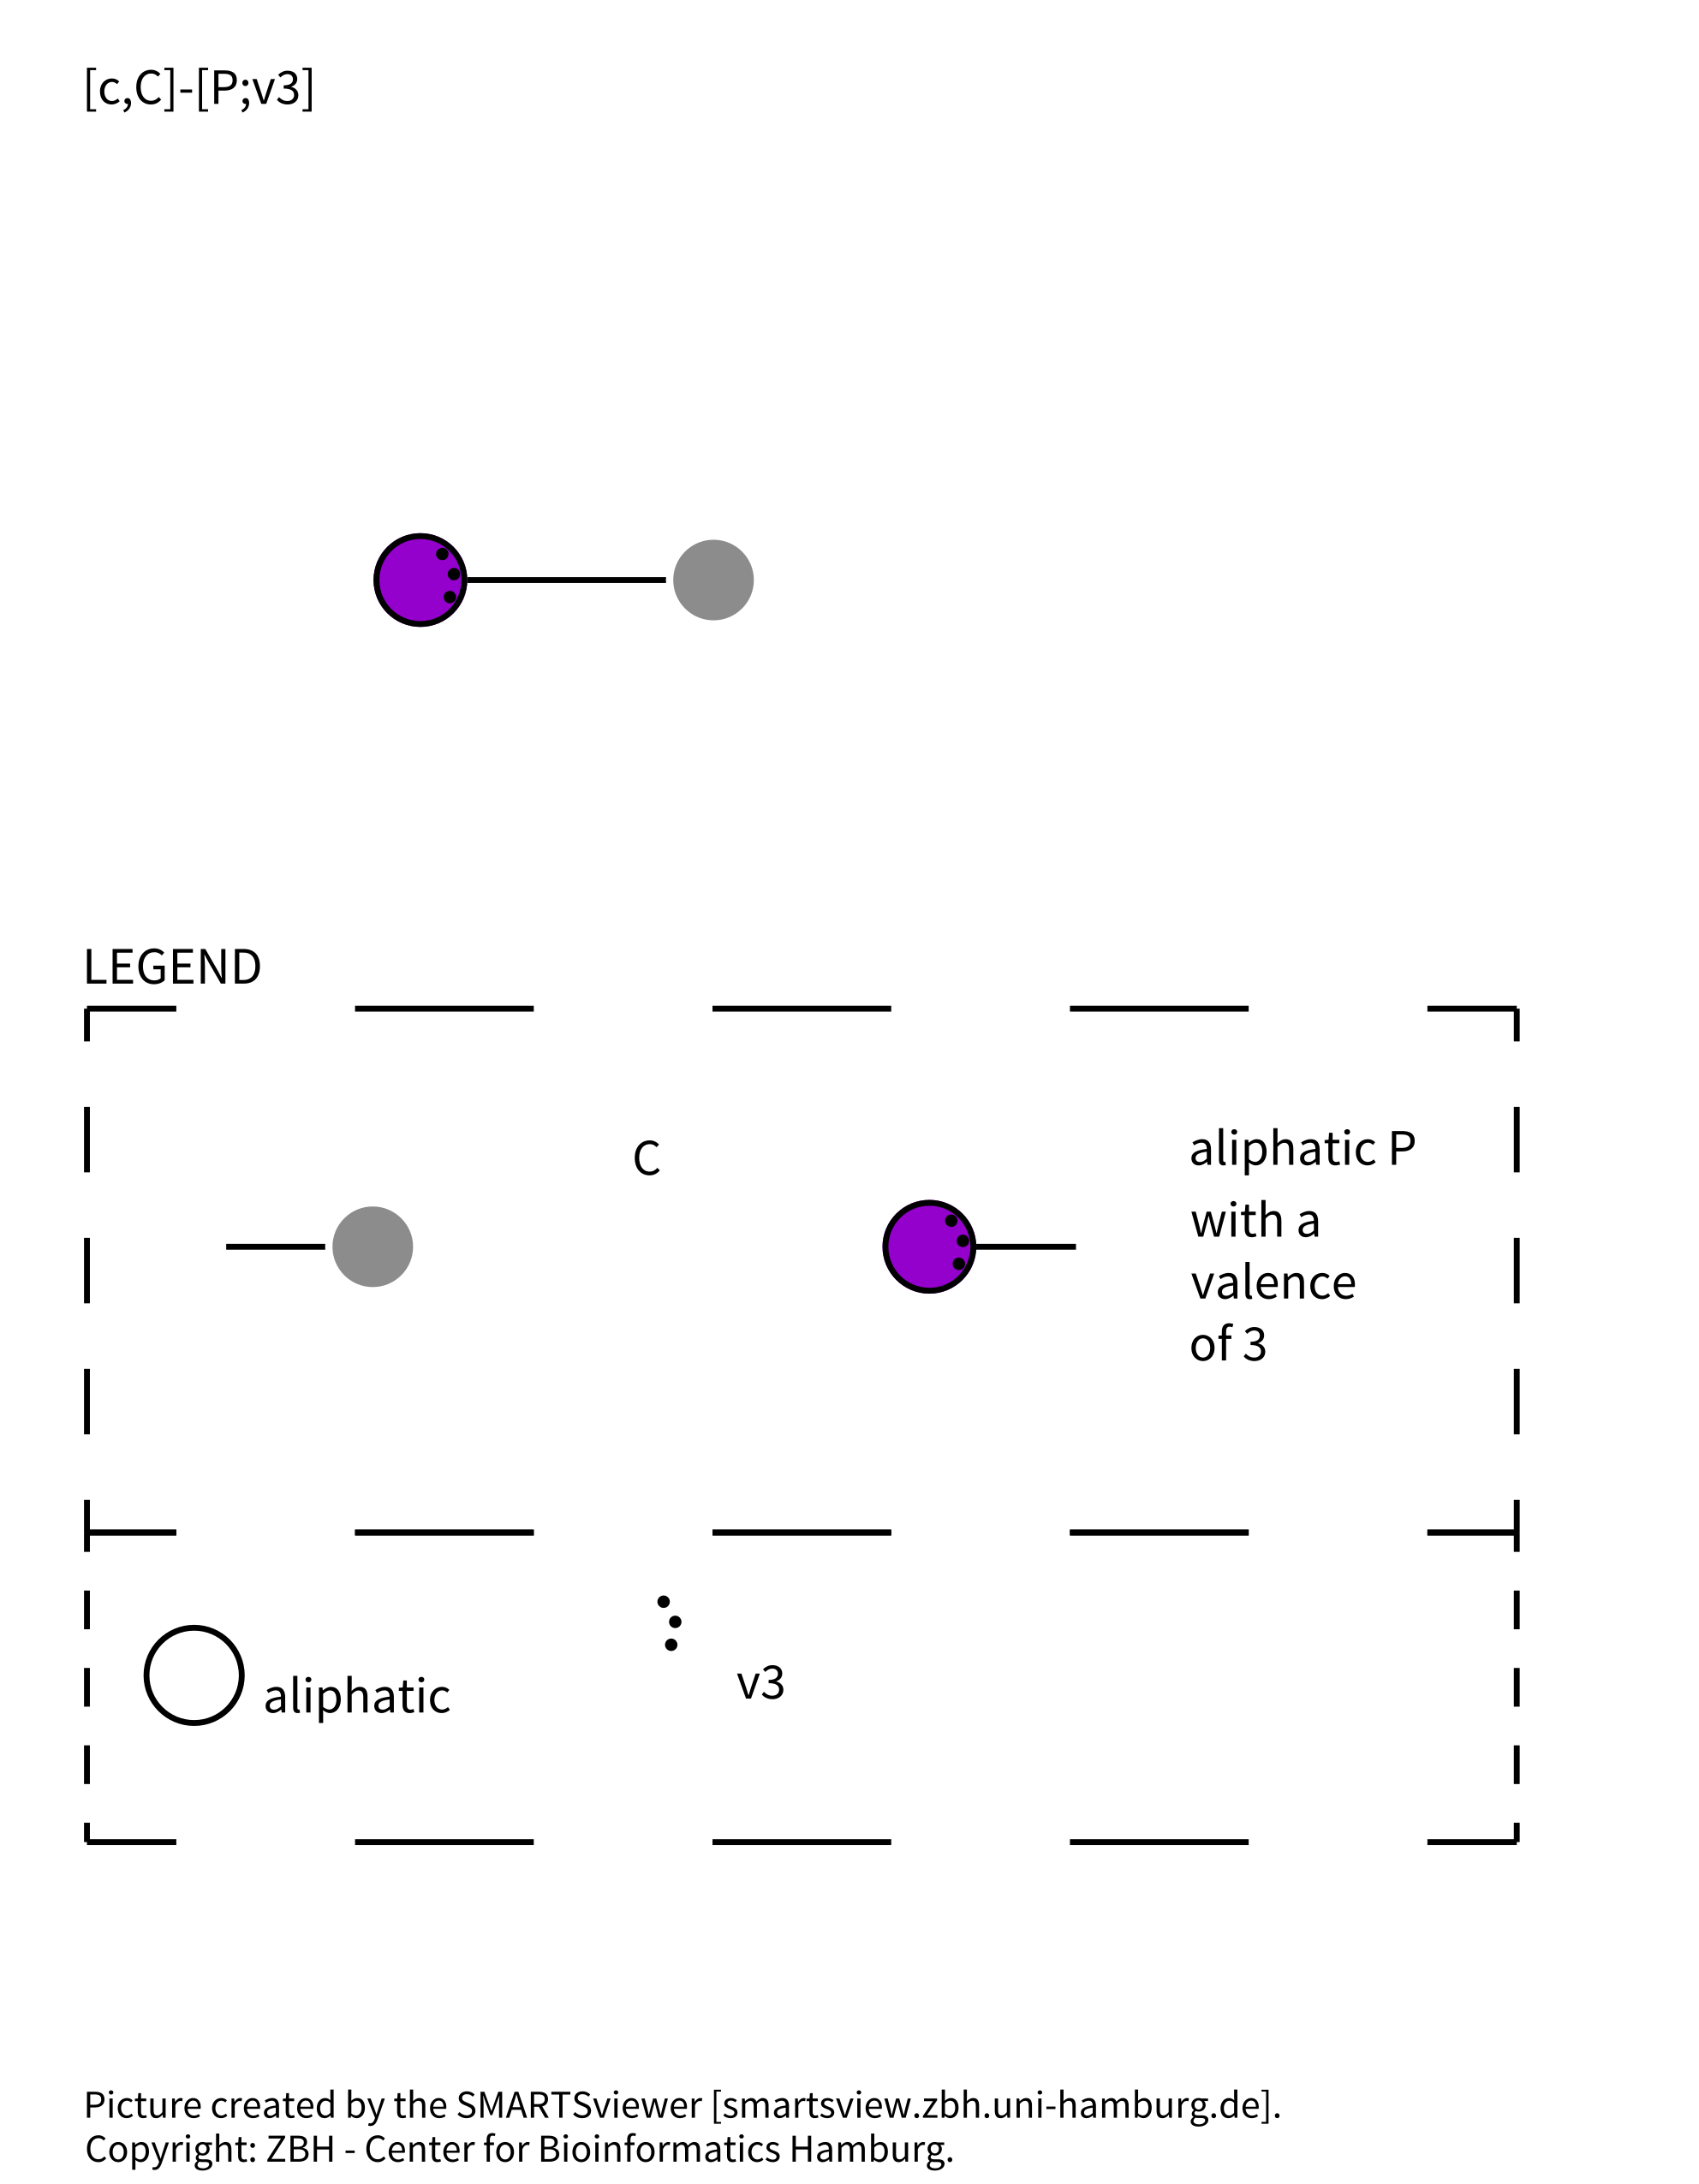 [c,C]-[P;v3]
LEGEND
C
aliphatic P
with a
valence
of 3
aliphatic
v3
Picture created by the SMARTSviewer [smartsview.zbh.uni-hamburg.de].
Copyright: ZBH - Center for Bioinformatics Hamburg.